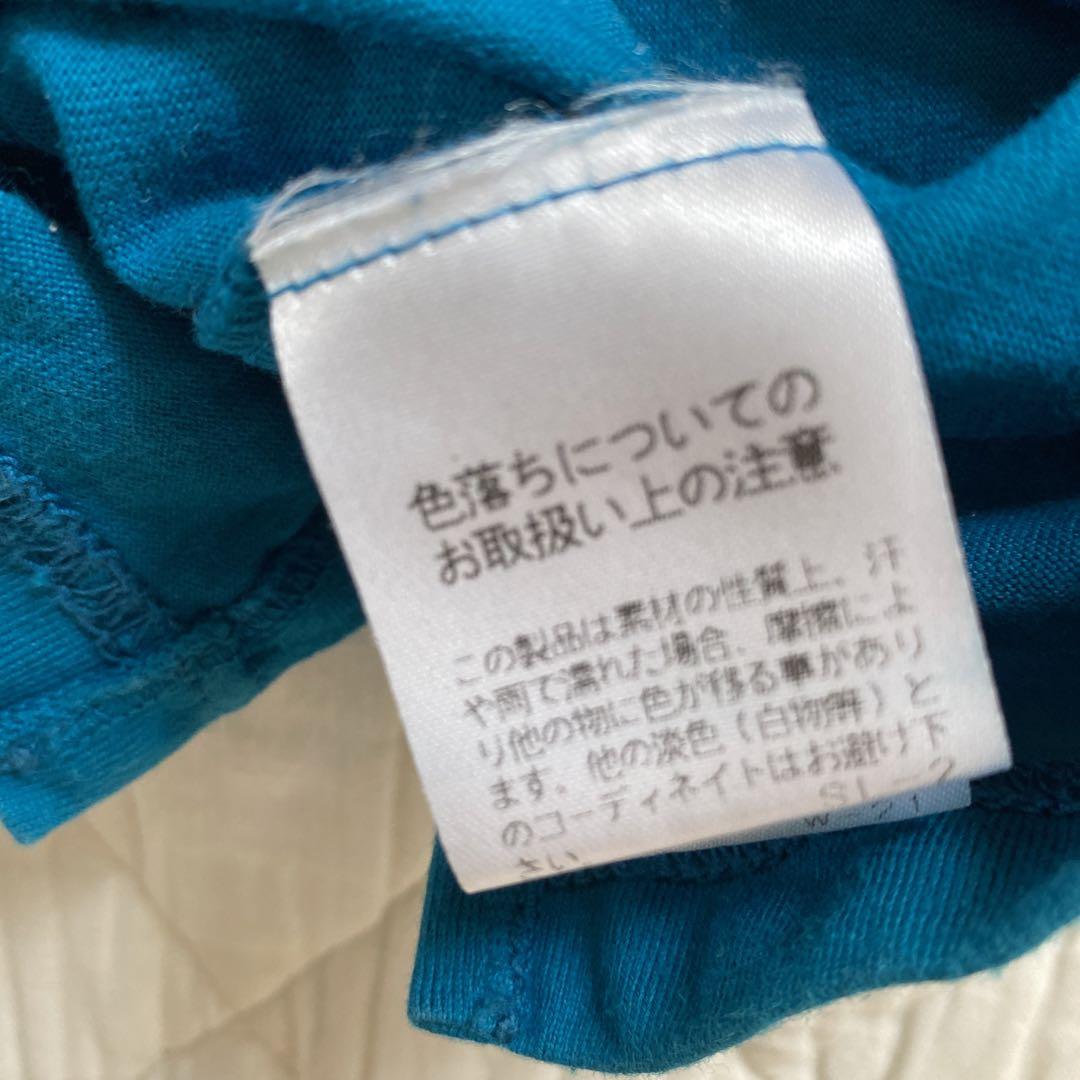 色落ちについての
お取扱い上の注意
この製品は素材の性質上、汗
や雨で濡れた場合、摩擦によ
り他の物に色が移る事があり
ます。他の淡色(白物等)と
のコーディネイトはお避け下
さい。